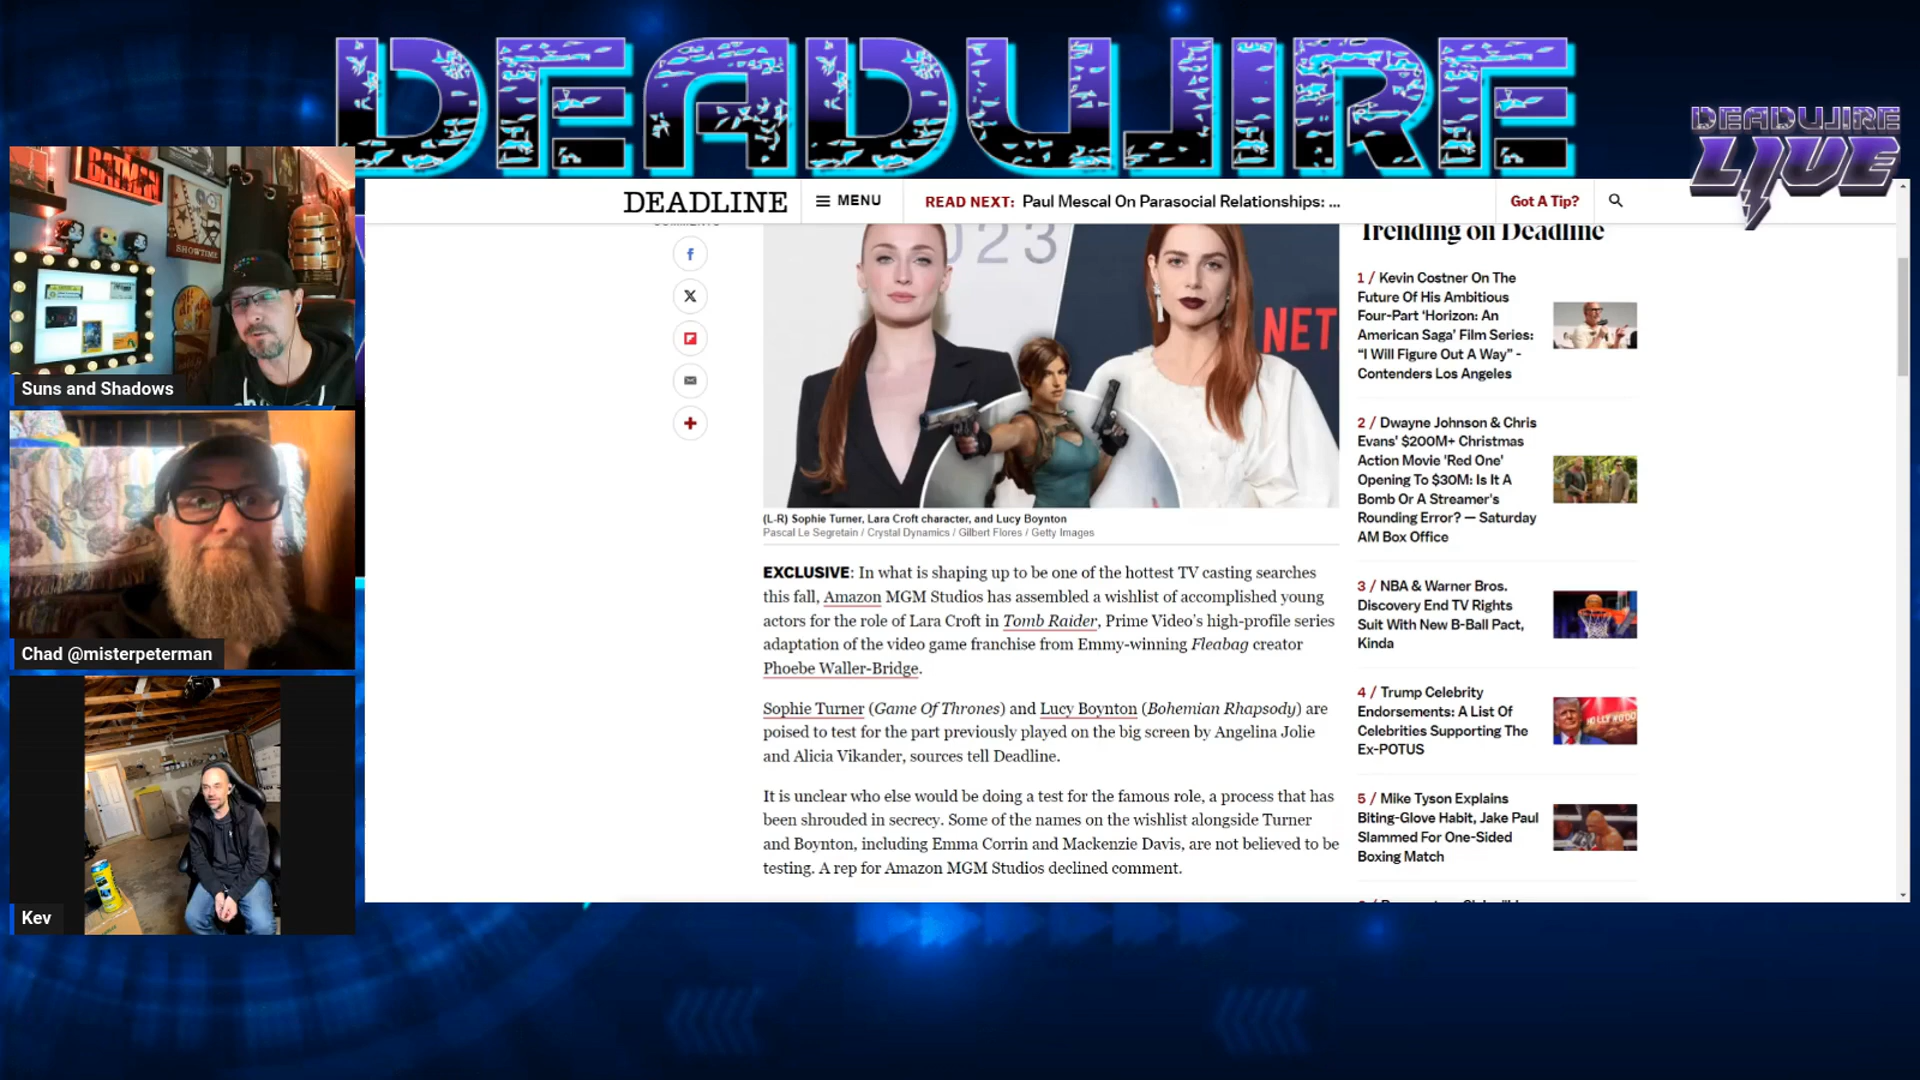 DEADWIRE
DEADWIRE
LIVE
BATMAN
SHOWTIME
Suns and Shadows
Chad @misterpeterman
Kev
DEADLINE
MENU
READ NEXT: Paul Mescal On Parasocial Relationships: ...
Got A Tip?
COMMENTS
023
NET
(L-R) Sophie Turner, Lara Croft character, and Lucy Boynton
Pascal Le Segretain / Crystal Dynamics / Gilbert Flores / Getty Images
EXCLUSIVE: In what is shaping up to be one of the hottest TV casting searches
this fall, Amazon MGM Studios has assembled a wishlist of accomplished young
actors for the role of Lara Croft in Tomb Raider, Prime Video's high-profile series
adaptation of the video game franchise from Emmy-winning Fleabag creator
Phoebe Waller-Bridge.
Sophie Turner (Game Of Thrones) and Lucy Boynton (Bohemian Rhapsody) are
poised to test for the part previously played on the big screen by Angelina Jolie
and Alicia Vikander, sources tell Deadline.
It is unclear who else would be doing a test for the famous role, a process that has
been shrouded in secrecy. Some of the names on the wishlist alongside Turner
and Boynton, including Emma Corrin and Mackenzie Davis, are not believed to be
testing. A rep for Amazon MGM Studios declined comment.
Trending on Deadline
1 / Kevin Costner On The
Future Of His Ambitious
Four-Part 'Horizon: An
American Saga' Film Series:
"I Will Figure Out A Way" -
Contenders Los Angeles
2 / Dwayne Johnson & Chris
Evans' $200M+ Christmas
Action Movie 'Red One'
Opening To $30M: Is It A
Bomb Or A Streamer's
Rounding Error? — Saturday
AM Box Office
3 / NBA & Warner Bros.
Discovery End TV Rights
Suit With New B-Ball Pact,
Kinda
4 / Trump Celebrity
Endorsements: A List Of
Celebrities Supporting The
Ex-POTUS
5 / Mike Tyson Explains
Biting-Glove Habit, Jake Paul
Slammed For One-Sided
Boxing Match